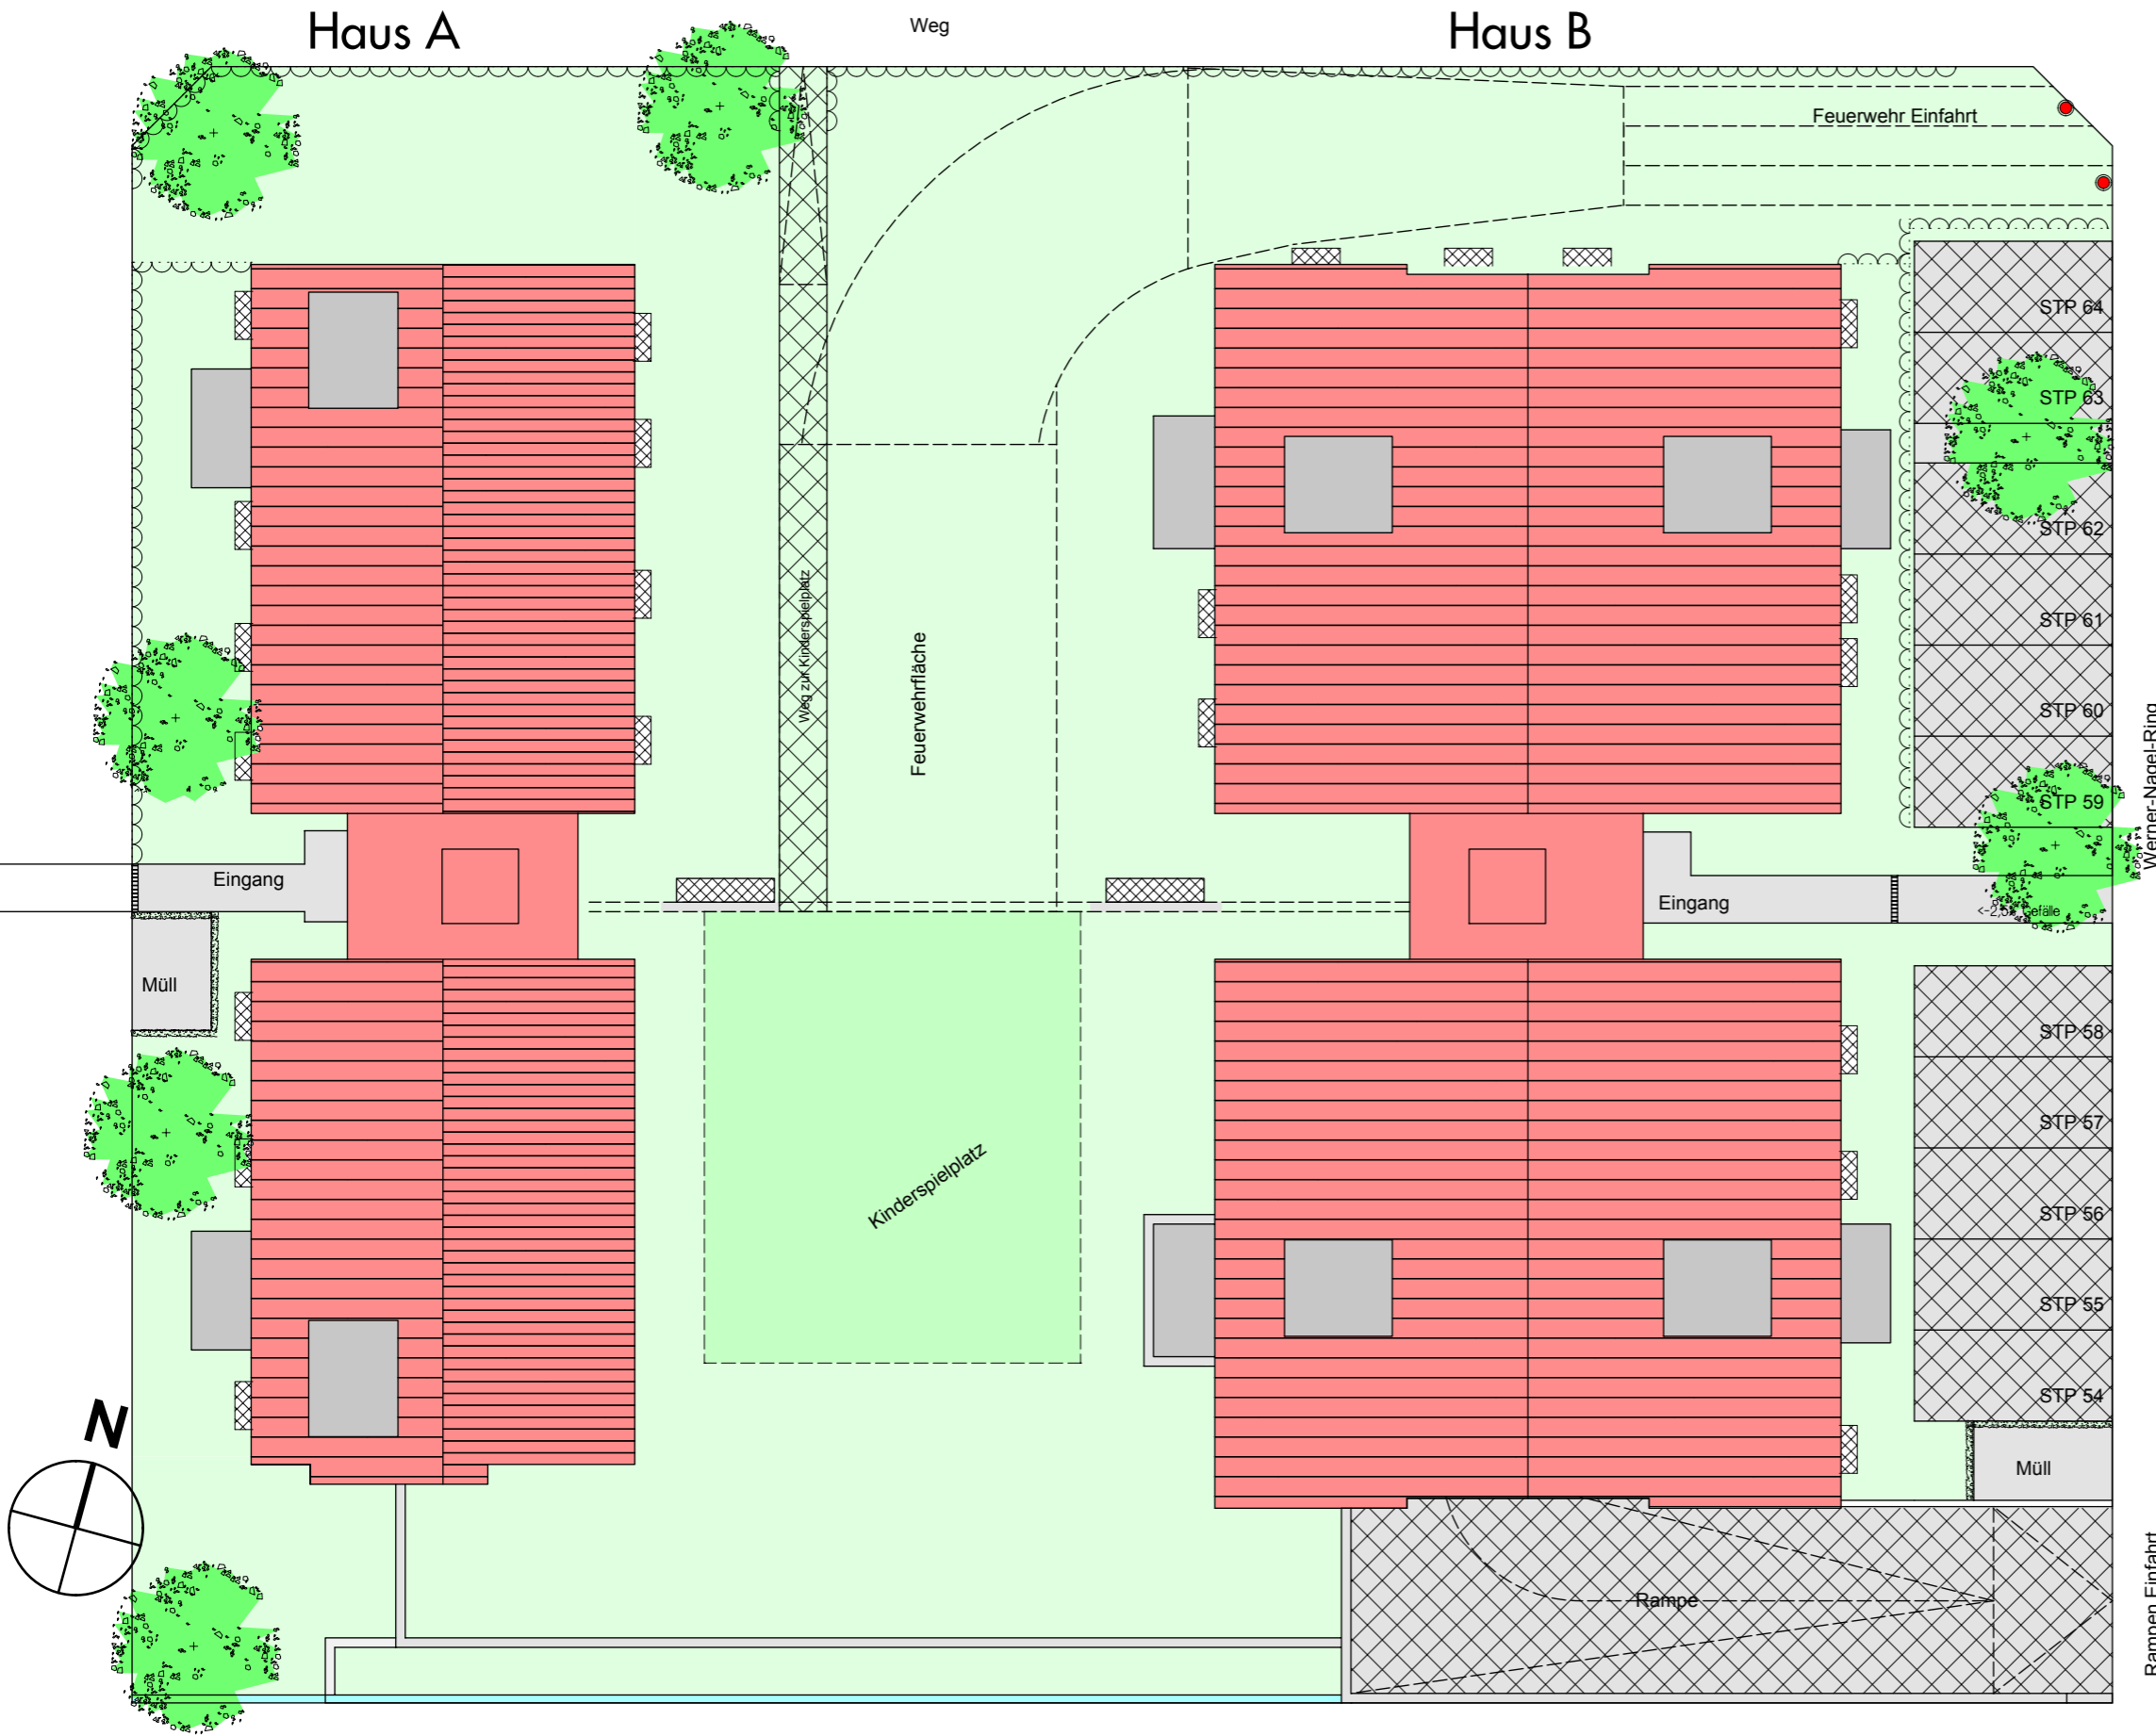 Haus A
Weg
Haus B
Feuerwehr Einfahrt
STP 64
STP 63
STP 62
STP 61
STP 60
STP 59
Werner-Nagel-Ring
Weg zur Kinderspielplatz
Feuerwehrfläche
Eingang
Eingang
<-2,5% Gefälle
Müll
STP 58
STP 57
STP 56
STP 55
STP 54
Kinderspielplatz
N
Müll
Rampe
Rampen Einfahrt